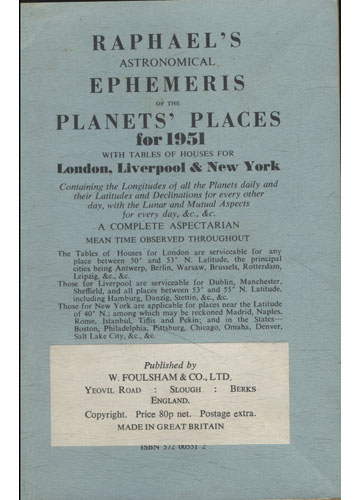 RAPHAEL'S
ASTRONOMICAL
EPHEMERIS
OF THE
PLANETS' PLACES
for 1951
WITH TABLES OF HOUSES FOR
London, Liverpool & New York
Containing the Longitudes of all the Planets daily and
their Latitudes and Declinations for every other
day, with the Lunar and Mutual Aspects
for every day, &c., &c.
A COMPLETE ASPECTARIAN
MEAN TIME OBSERVED THROUGHOUT
The Tables of Houses for London are serviceable for any
place between 50° and 53° N. Latitude, the principal
cities being Antwerp, Berlin, Warsaw, Brussels, Rotterdam,
Leipzig, &c., &c.
Those for Liverpool are serviceable for Dublin, Manchester,
Sheffield, and all places between 53° and 55° N. Latitude,
including Hamburg, Danzig, Stettin, &c., &c.
Those for New York are applicable for places near the Latitude
of 40° N.; among which may be reckoned Madrid, Naples,
Rome, Istanbul, Tiflis and Pekin; and in the States—
Boston, Philadelphia, Pittsburg, Chicago, Omaha, Denver,
Salt Lake City, &c., &c.
Published by
W. FOULSHAM & CO., LTD.
YEOVIL ROAD : SLOUGH : BERKS
ENGLAND.
Copyright. Price 80p net. Postage extra.
MADE IN GREAT BRITAIN
ISBN 572 00551 2